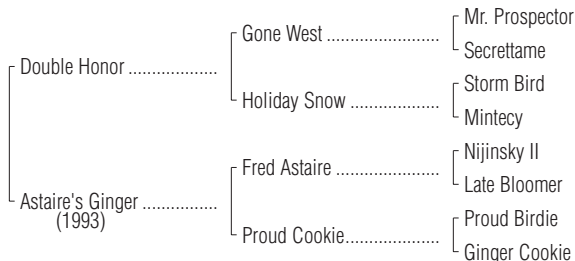 Mr. Prospector
Gone West ......................
Secrettame
Double Honor ..................
Storm Bird
Holiday Snow ..................
Mintecy
Nijinsky II
Fred Astaire .....................
Late Bloomer
Astaire's Ginger ...............
(1993)
Proud Birdie
Proud Cookie...................
Ginger Cookie